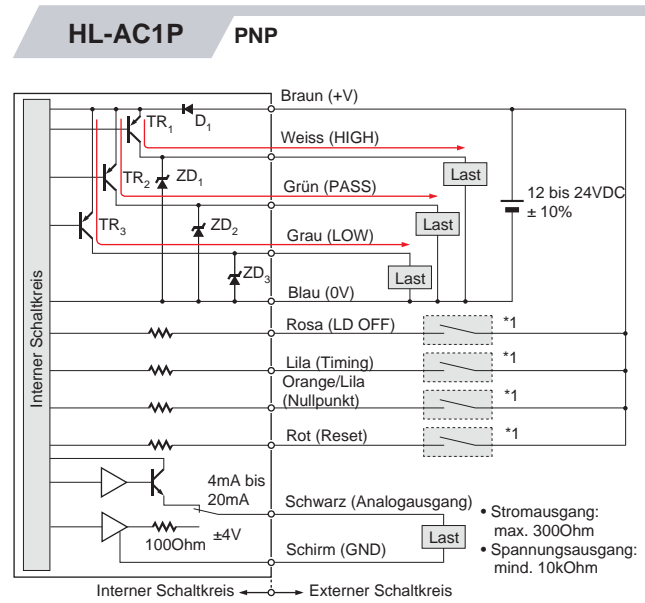 HL-AC1P PNP
Braun (+V)
TR1 D1
Weiss (HIGH)
TR2 ZD1
Last
Grün (PASS)
12 bis 24VDC
± 10%
TR3 ZD2
Last
Grau (LOW)
ZD3
Last
Blau (0V)
Interner Schaltkreis
Rosa (LD OFF) *1
Lila (Timing) *1
Orange/Lila
(Nullpunkt) *1
Rot (Reset) *1
4mA bis
20mA
Schwarz (Analogausgang)
• Stromausgang:
max. 300Ohm
±4V
100Ohm
Last
• Spannungsausgang:
mind. 10kOhm
Schirm (GND)
Interner Schaltkreis Externer Schaltkreis